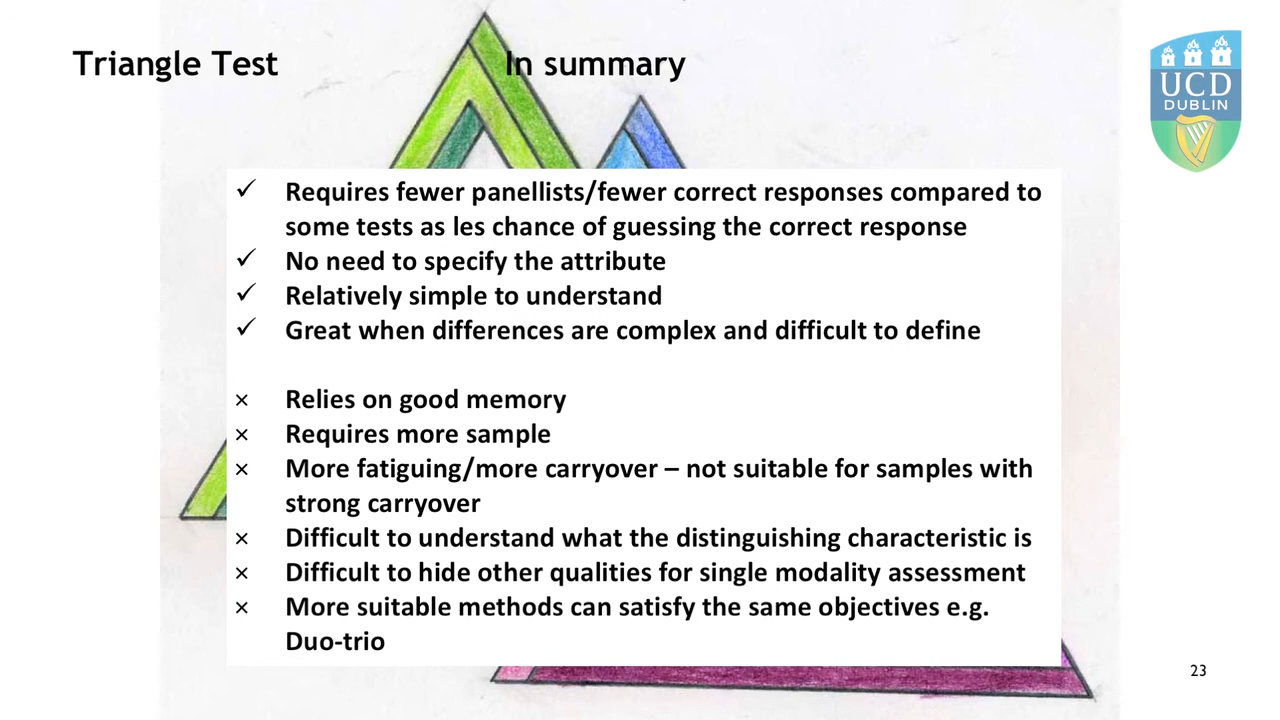 Triangle Test In summary
UCD
DUBLIN
✓ Requires fewer panellists/fewer correct responses compared to
some tests as les chance of guessing the correct response
✓ No need to specify the attribute
✓ Relatively simple to understand
✓ Great when differences are complex and difficult to define
× Relies on good memory
× Requires more sample
× More fatiguing/more carryover – not suitable for samples with
strong carryover
× Difficult to understand what the distinguishing characteristic is
× Difficult to hide other qualities for single modality assessment
× More suitable methods can satisfy the same objectives e.g.
Duo-trio
23